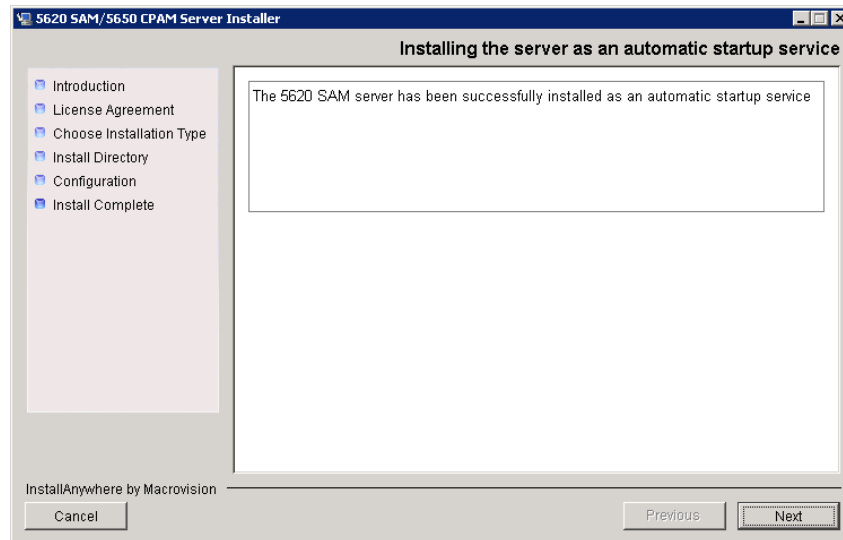 5620 SAM/5650 CPAM Server Installer
Installing the server as an automatic startup service
Introduction
License Agreement
Choose Installation Type
Install Directory
Configuration
Install Complete
The 5620 SAM server has been successfully installed as an automatic startup service
InstallAnywhere by Macrovision
Cancel
Previous
Next